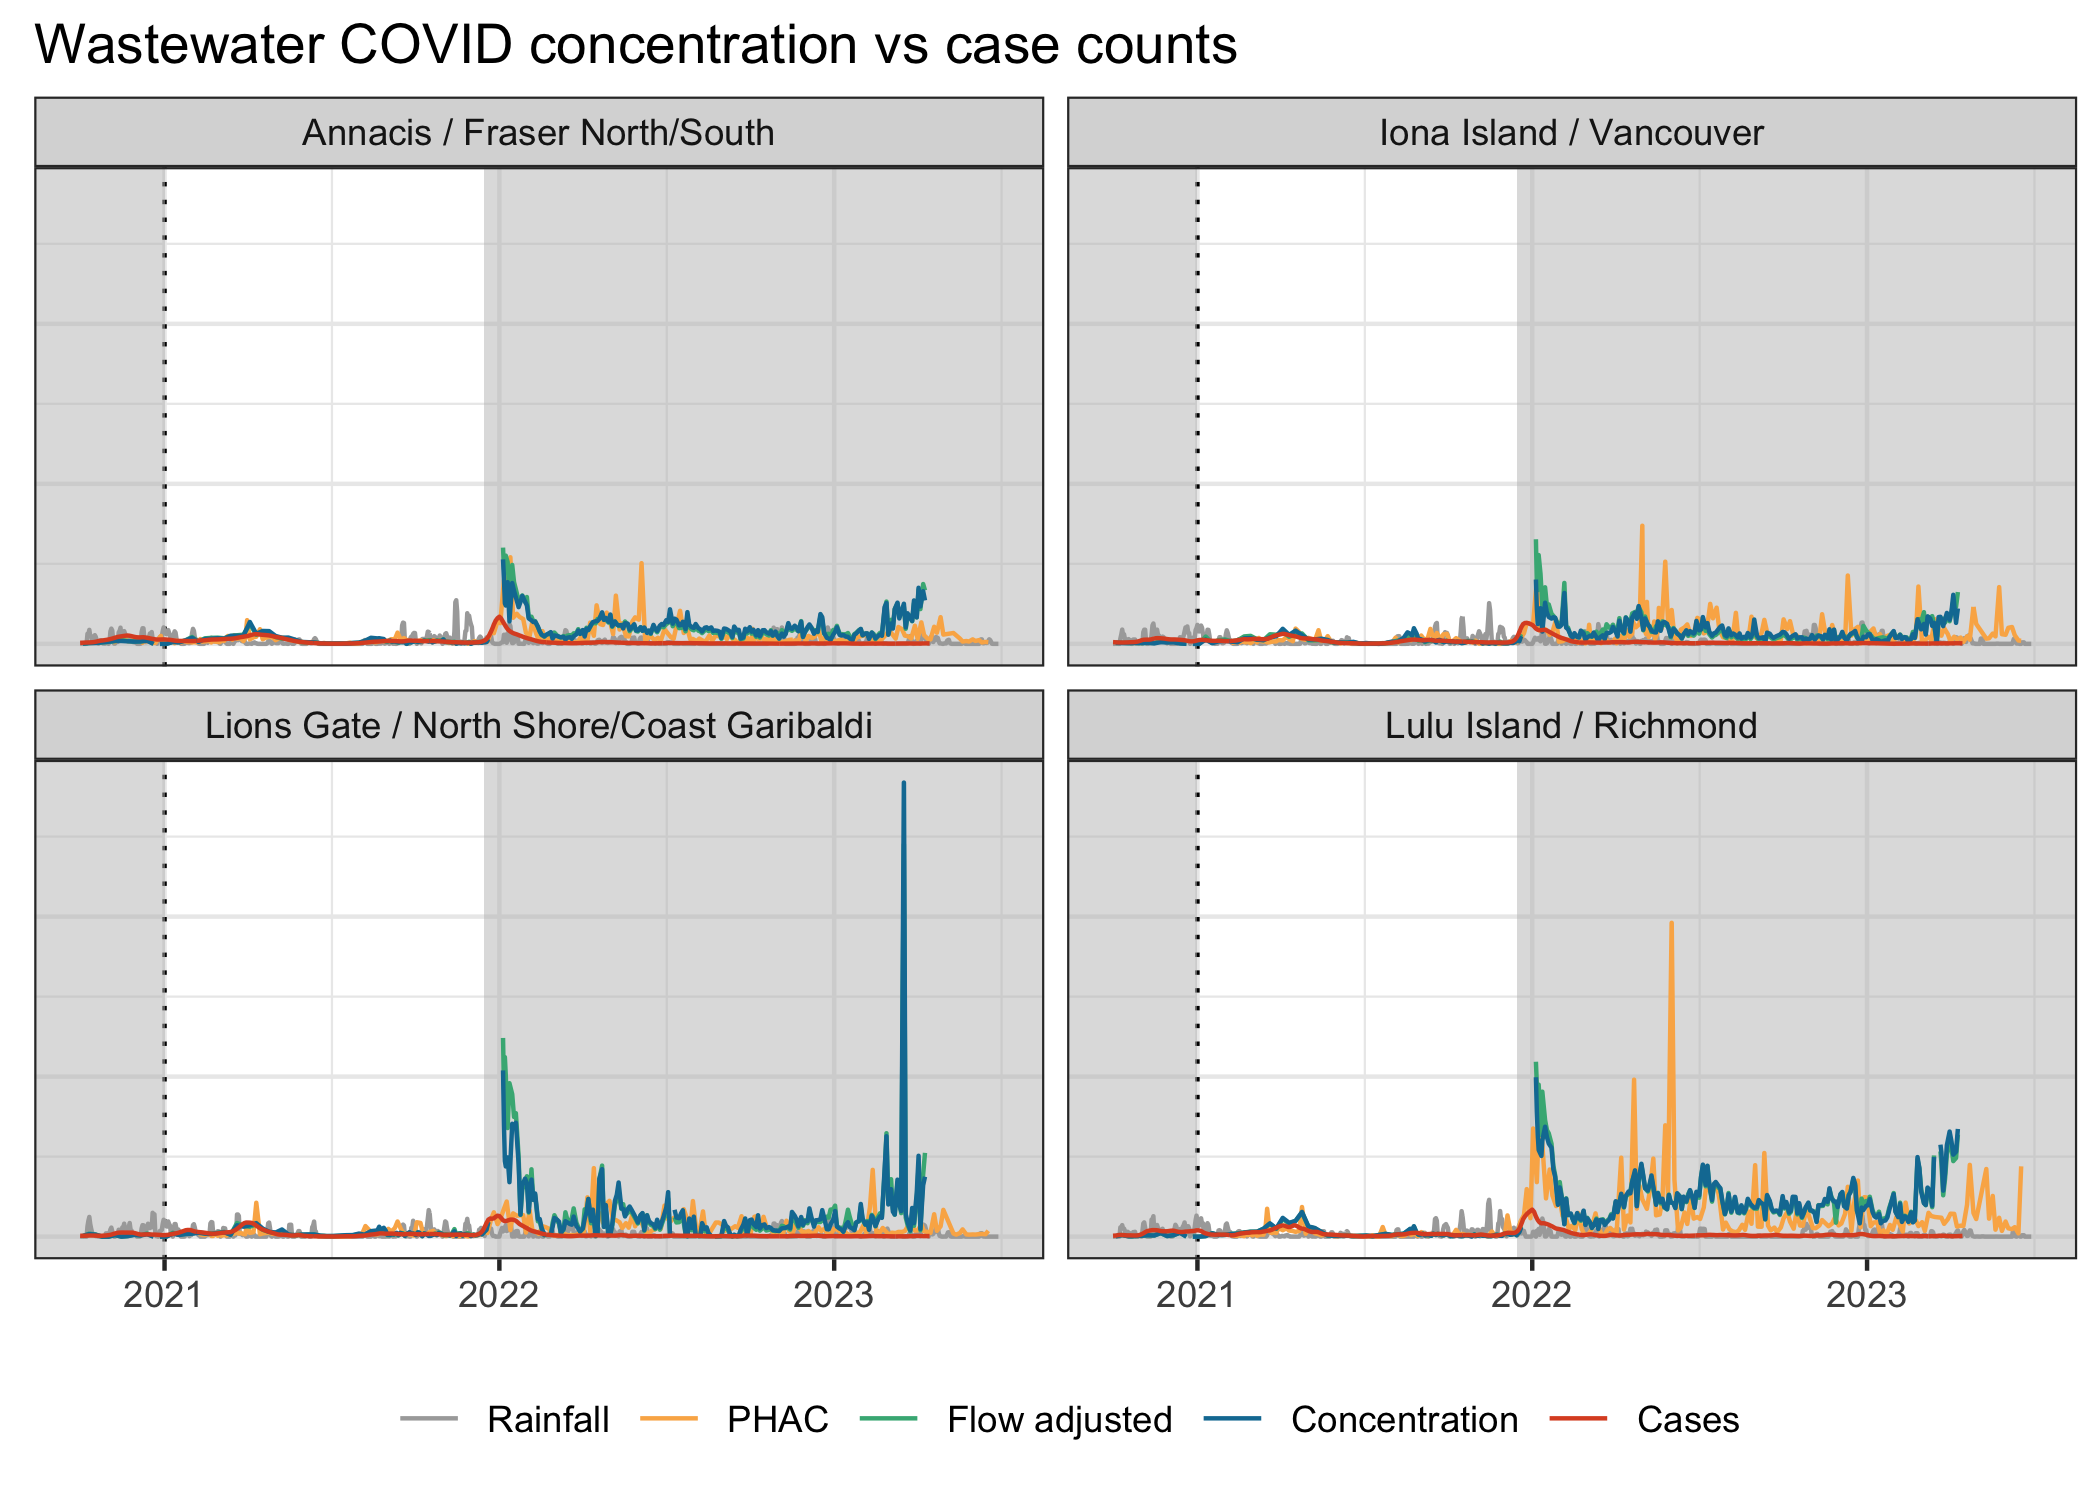 Wastewater COVID concentration vs case counts
Annacis / Fraser North/South
Iona Island / Vancouver
Lions Gate / North Shore/Coast Garibaldi
Lulu Island / Richmond
2021 2022 2023 2021 2022 2023
Rainfall PHAC Flow adjusted Concentration Cases